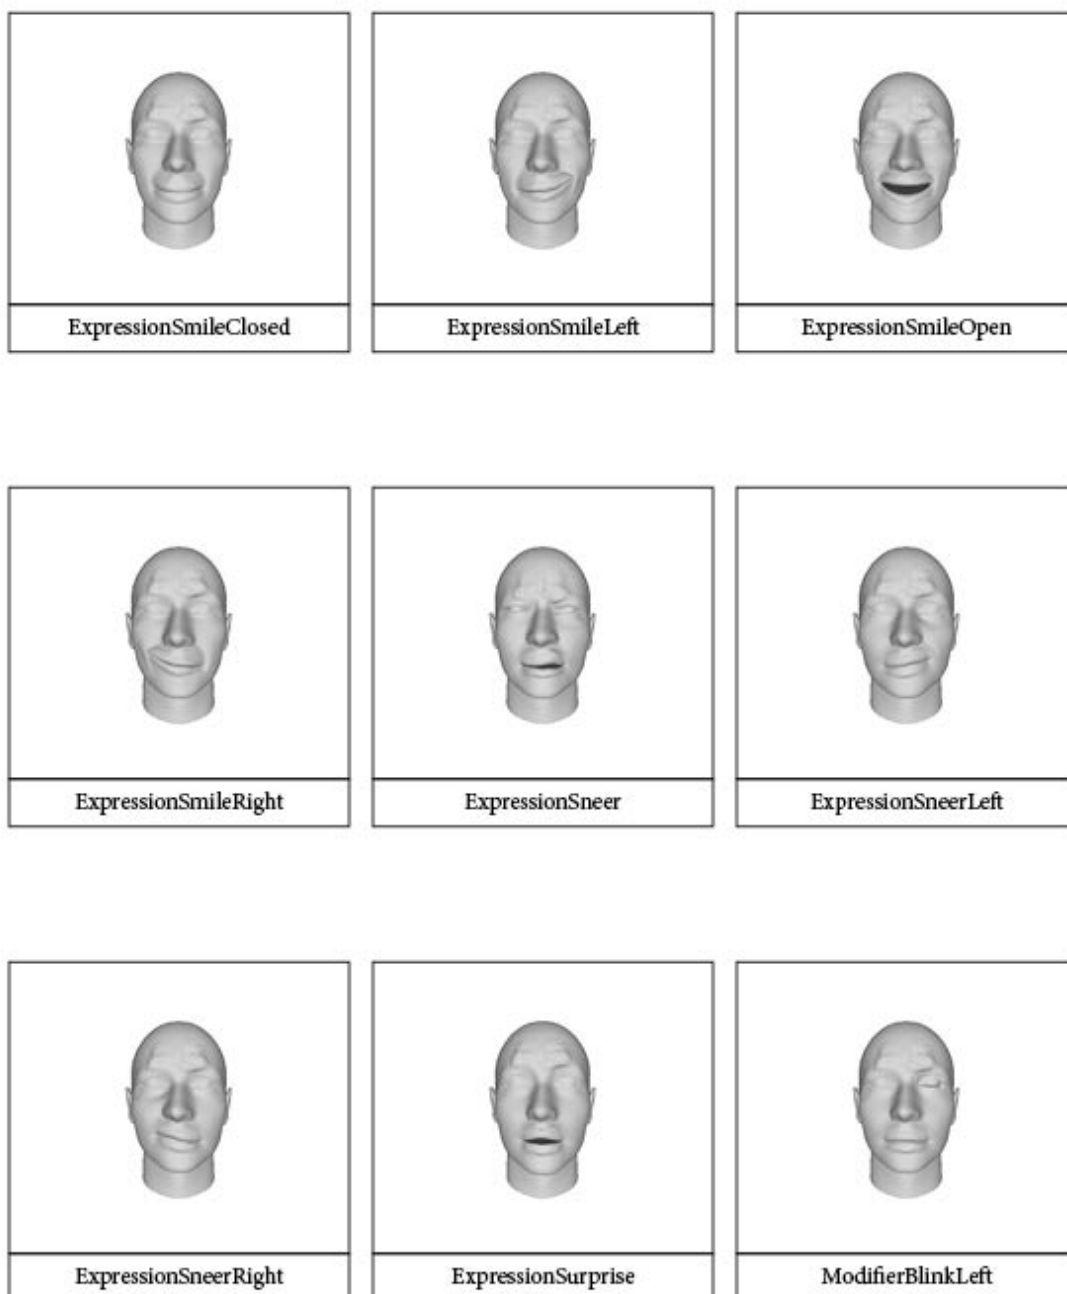 ExpressionSmileClosed
ExpressionSmileLeft
ExpressionSmileOpen
ExpressionSmileRight
ExpressionSneer
ExpressionSneerLeft
ExpressionSneerRight
ExpressionSurprise
ModifierBlinkLeft